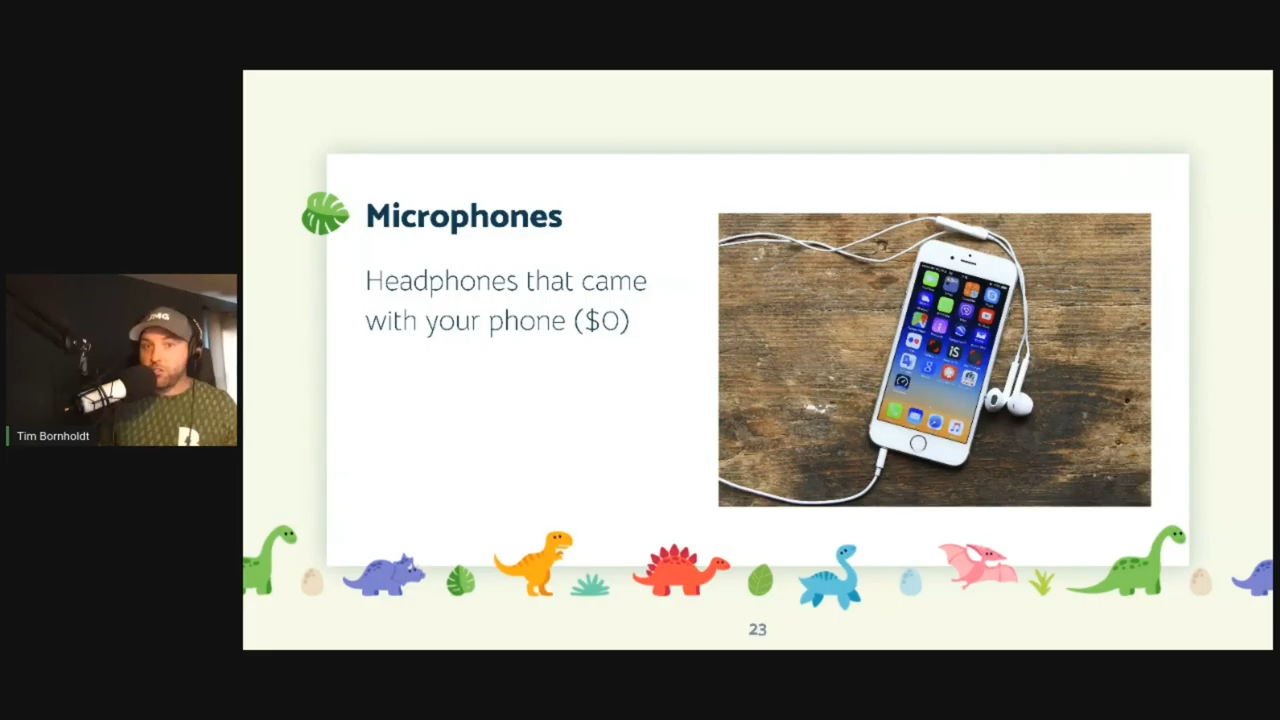 Microphones
Headphones that came
with your phone ($0)
Tim Bornholdt
23